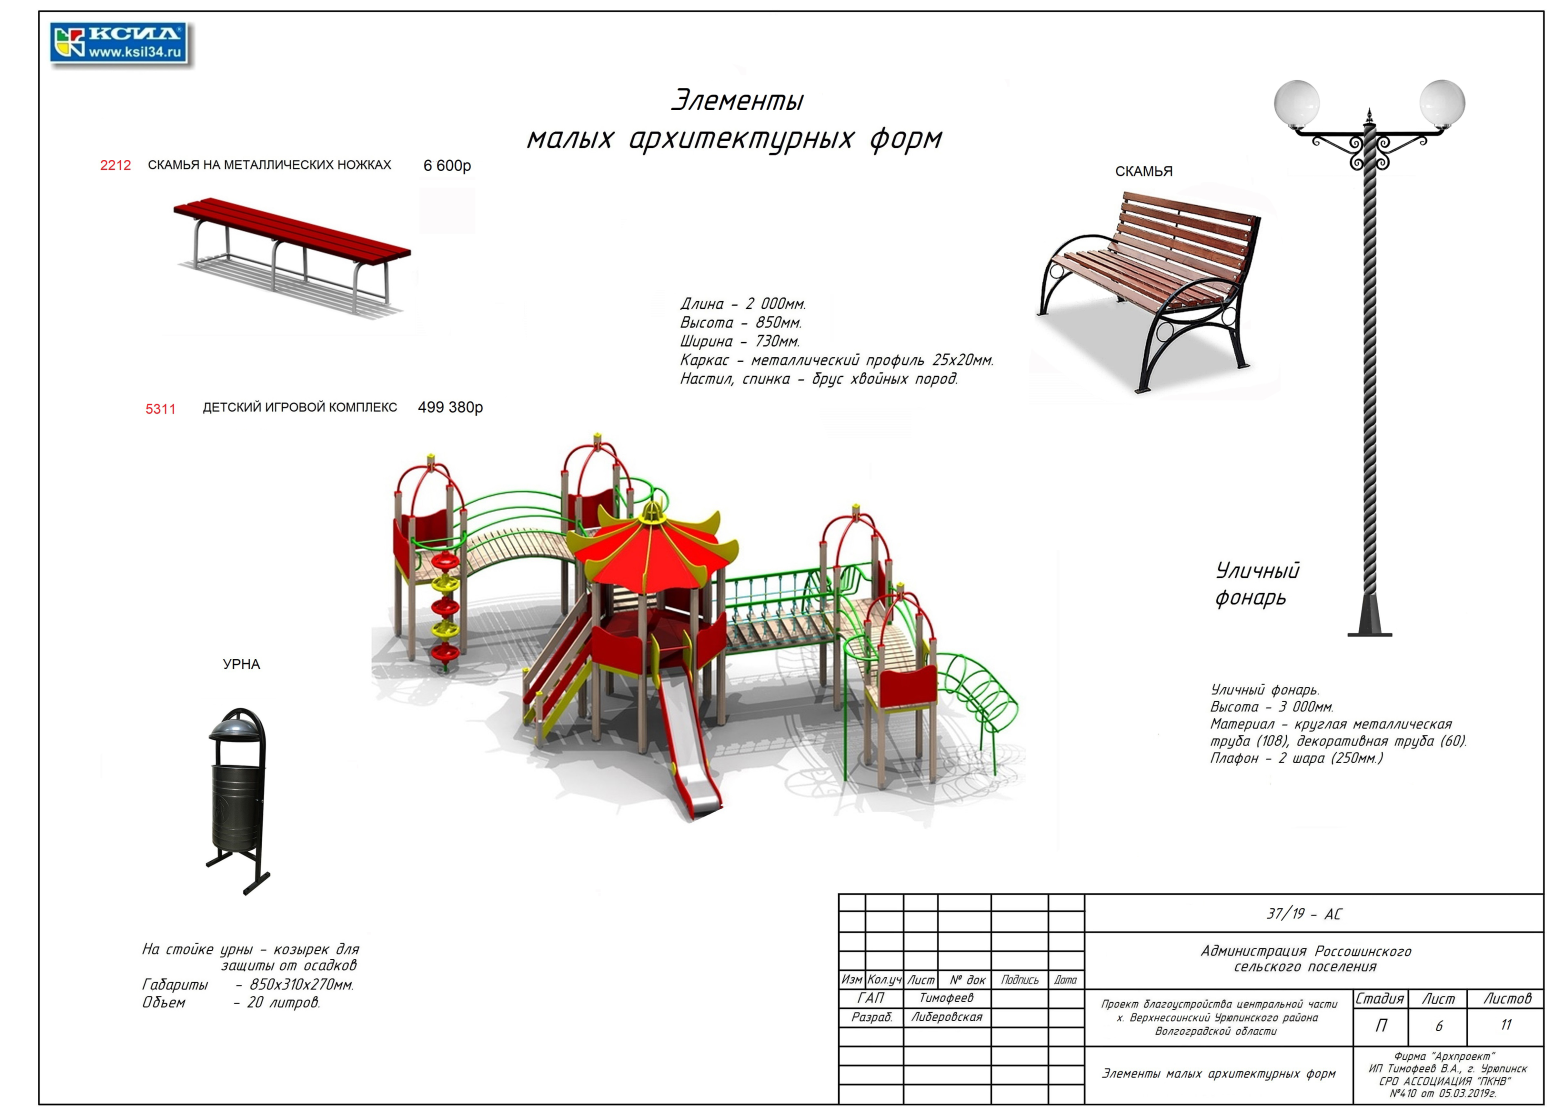 КСИЛ
www.ksil34.ru
Элементы
малых архитектурных форм
2212 СКАМЬЯ НА МЕТАЛЛИЧЕСКИХ НОЖКАХ 6 600р
СКАМЬЯ
Длина - 2 000мм.
Высота - 850мм.
Ширина - 730мм.
Каркас - металлический профиль 25х20мм.
Настил, спинка - брус хвойных пород.
5311 ДЕТСКИЙ ИГРОВОЙ КОМПЛЕКС 499 380р
Уличный
фонарь
УРНА
Уличный фонарь.
Высота - 3 000мм.
Материал - круглая металлическая
труба (108), декоративная труба (60).
Плафон - 2 шара (250мм.)
На стойке урны - козырек для
защиты от осадков
Габариты - 850х310х270мм.
Объем - 20 литров.
37/19 - АС
Администрация Россошинского
сельского поселения
Изм Кол.уч Лист № док Подпись Дата
ГАП Тимофеев
Разраб. Либеровская
Проект благоустройства центральной части
х. Верхнесоинский Урюпинского района
Волгоградской области
Стадия Лист Листов
П 6 11
Элементы малых архитектурных форм
Фирма "Архпроект"
ИП Тимофеев В.А., г. Урюпинск
СРО АССОЦИАЦИЯ "ПКНВ"
№410 от 05.03.2019г.